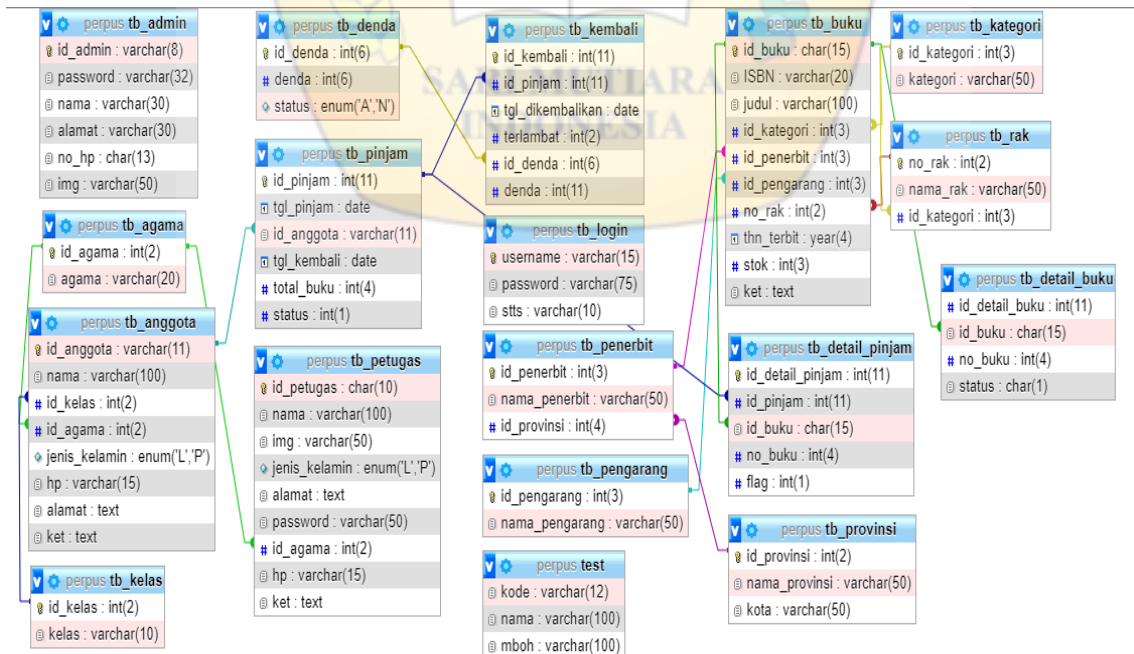 perpus tb_admin
id_admin : varchar(8)
password : varchar(32)
nama : varchar(30)
alamat : varchar(30)
no_hp : char(13)
img : varchar(50)
perpus tb_agama
id_agama : int(2)
agama : varchar(20)
perpus tb_anggota
id_anggota : varchar(11)
nama : varchar(100)
id_kelas : int(2)
id_agama : int(2)
jenis_kelamin : enum('L','P')
hp : varchar(15)
alamat : text
ket : text
perpus tb_kelas
id_kelas : int(2)
kelas : varchar(10)
perpus tb_denda
id_denda : int(6)
denda : int(6)
status : enum('A','N')
perpus tb_pinjam
id_pinjam : int(11)
tgl_pinjam : date
id_anggota : varchar(11)
tgl_kembali : date
total_buku : int(4)
status : int(1)
perpus tb_petugas
id_petugas : char(10)
nama : varchar(100)
img : varchar(50)
jenis_kelamin : enum('L','P')
alamat : text
password : varchar(50)
id_agama : int(2)
hp : varchar(15)
ket : text
perpus tb_kembali
id_kembali : int(11)
id_pinjam : int(11)
tgl_dikembalikan : date
terlambat : int(2)
id_denda : int(6)
denda : int(11)
SARI MUTIARA
INDONESIA
perpus tb_login
username : varchar(15)
password : varchar(75)
stts : varchar(10)
perpus tb_penerbit
id_penerbit : int(3)
nama_penerbit : varchar(50)
id_provinsi : int(4)
perpus tb_pengarang
id_pengarang : int(3)
nama_pengarang : varchar(50)
perpus test
kode : varchar(12)
nama : varchar(100)
mboh : varchar(100)
perpus tb_buku
id_buku : char(15)
ISBN : varchar(20)
judul : varchar(100)
id_kategori : int(3)
id_penerbit : int(3)
id_pengarang : int(3)
no_rak : int(2)
thn_terbit : year(4)
stok : int(3)
ket : text
perpus tb_detail_pinjam
id_detail_pinjam : int(11)
id_pinjam : int(11)
id_buku : char(15)
no_buku : int(4)
flag : int(1)
perpus tb_provinsi
id_provinsi : int(2)
nama_provinsi : varchar(50)
kota : varchar(50)
perpus tb_kategori
id_kategori : int(3)
kategori : varchar(50)
perpus tb_rak
no_rak : int(2)
nama_rak : varchar(50)
id_kategori : int(3)
perpus tb_detail_buku
id_detail_buku : int(11)
id_buku : char(15)
no_buku : int(4)
status : char(1)